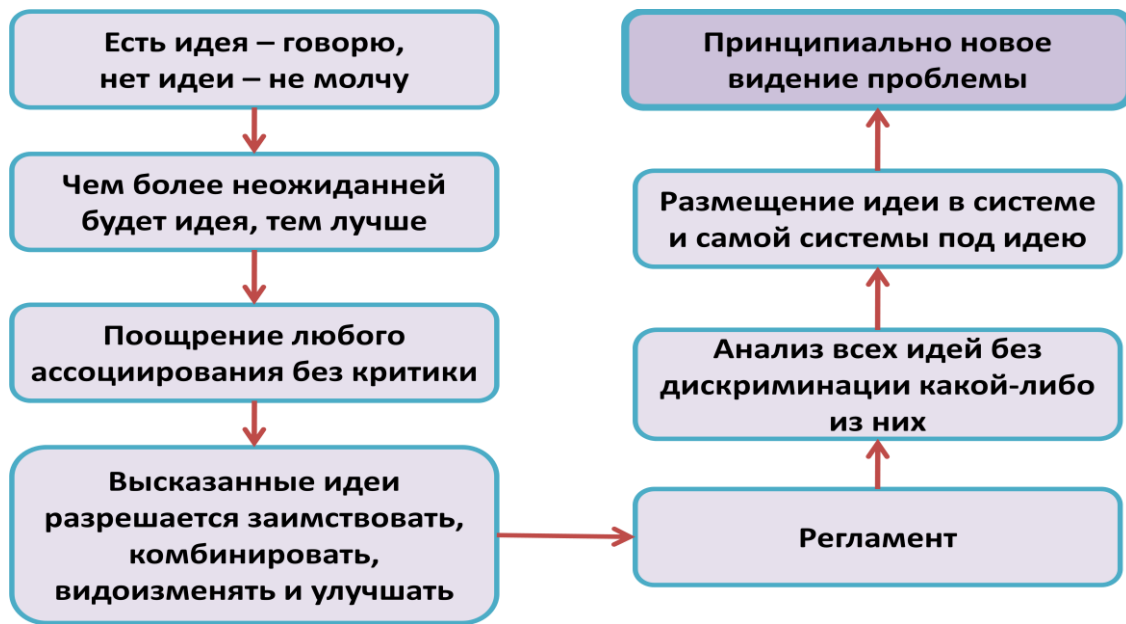 Есть идея – говорю,
нет идеи – не молчу
Чем более неожиданней
будет идея, тем лучше
Поощрение любого
ассоциирования без критики
Высказанные идеи
разрешается заимствовать,
комбинировать,
видоизменять и улучшать
Регламент
Анализ всех идей без
дискриминации какой-либо
из них
Размещение идеи в системе
и самой системы под идею
Принципиально новое
видение проблемы